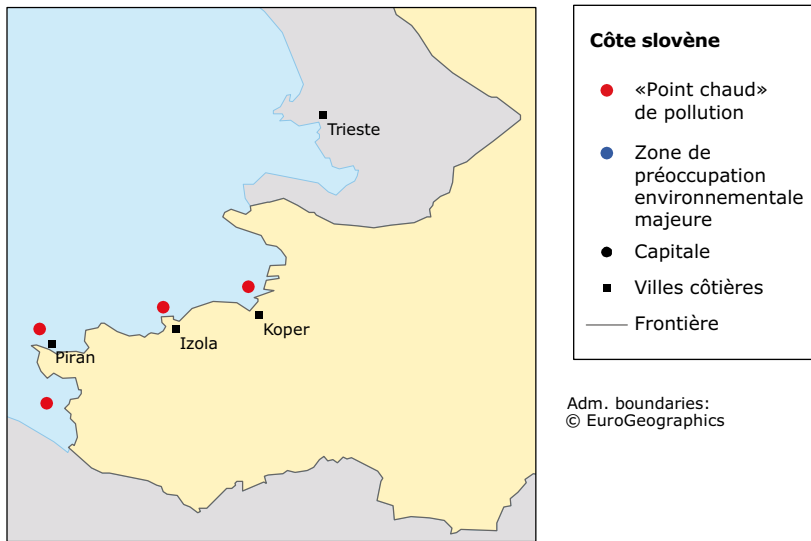 Trieste
Koper
Izola
Piran
Côte slovène
«Point chaud»
de pollution
Zone de
préoccupation
environnementale
majeure
Capitale
Villes côtières
Frontière
Adm. boundaries:
© EuroGeographics